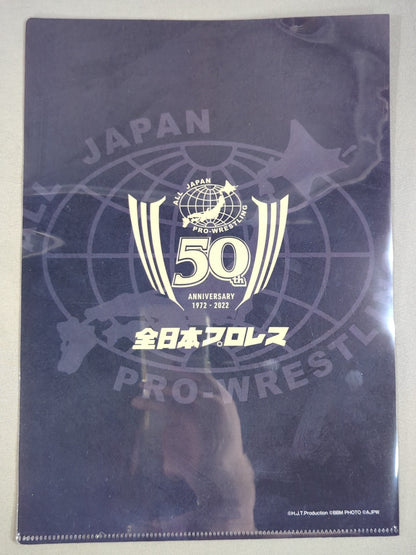 ALL JAPAN
PRO-WRESTLING
ALL JAPAN
PRO-WRESTLING
50th
ANNIVERSARY
1972 - 2022
全日本プロレス
©H.J.T.Production ©BBM PHOTO ©AJPW